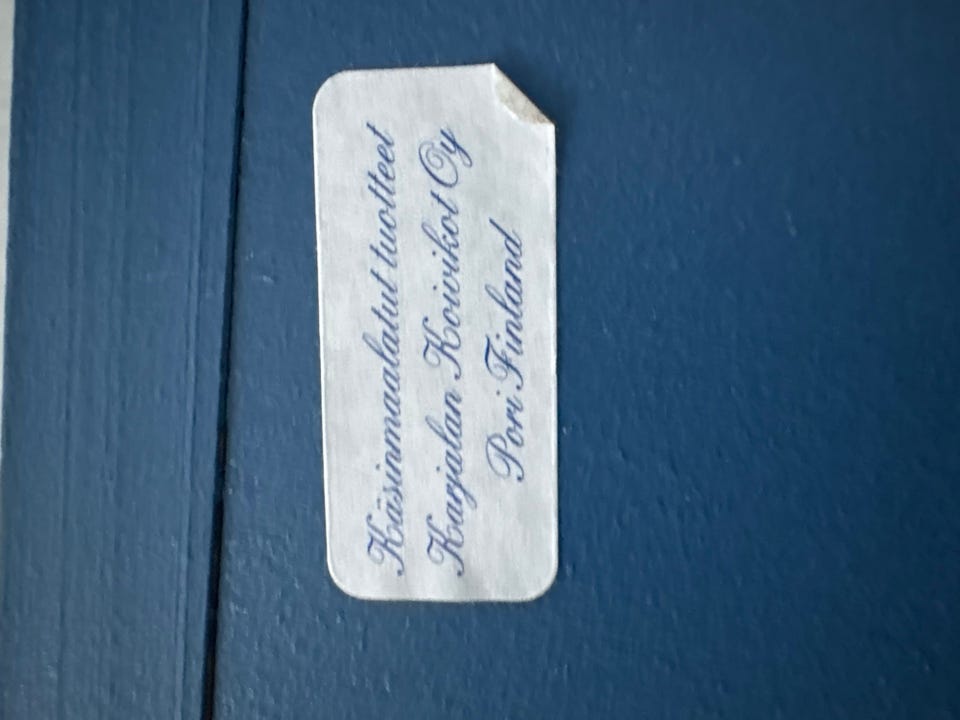 Käsinmaalatut tuotteet
Karjalan Koivikot Oy
Pori Finland